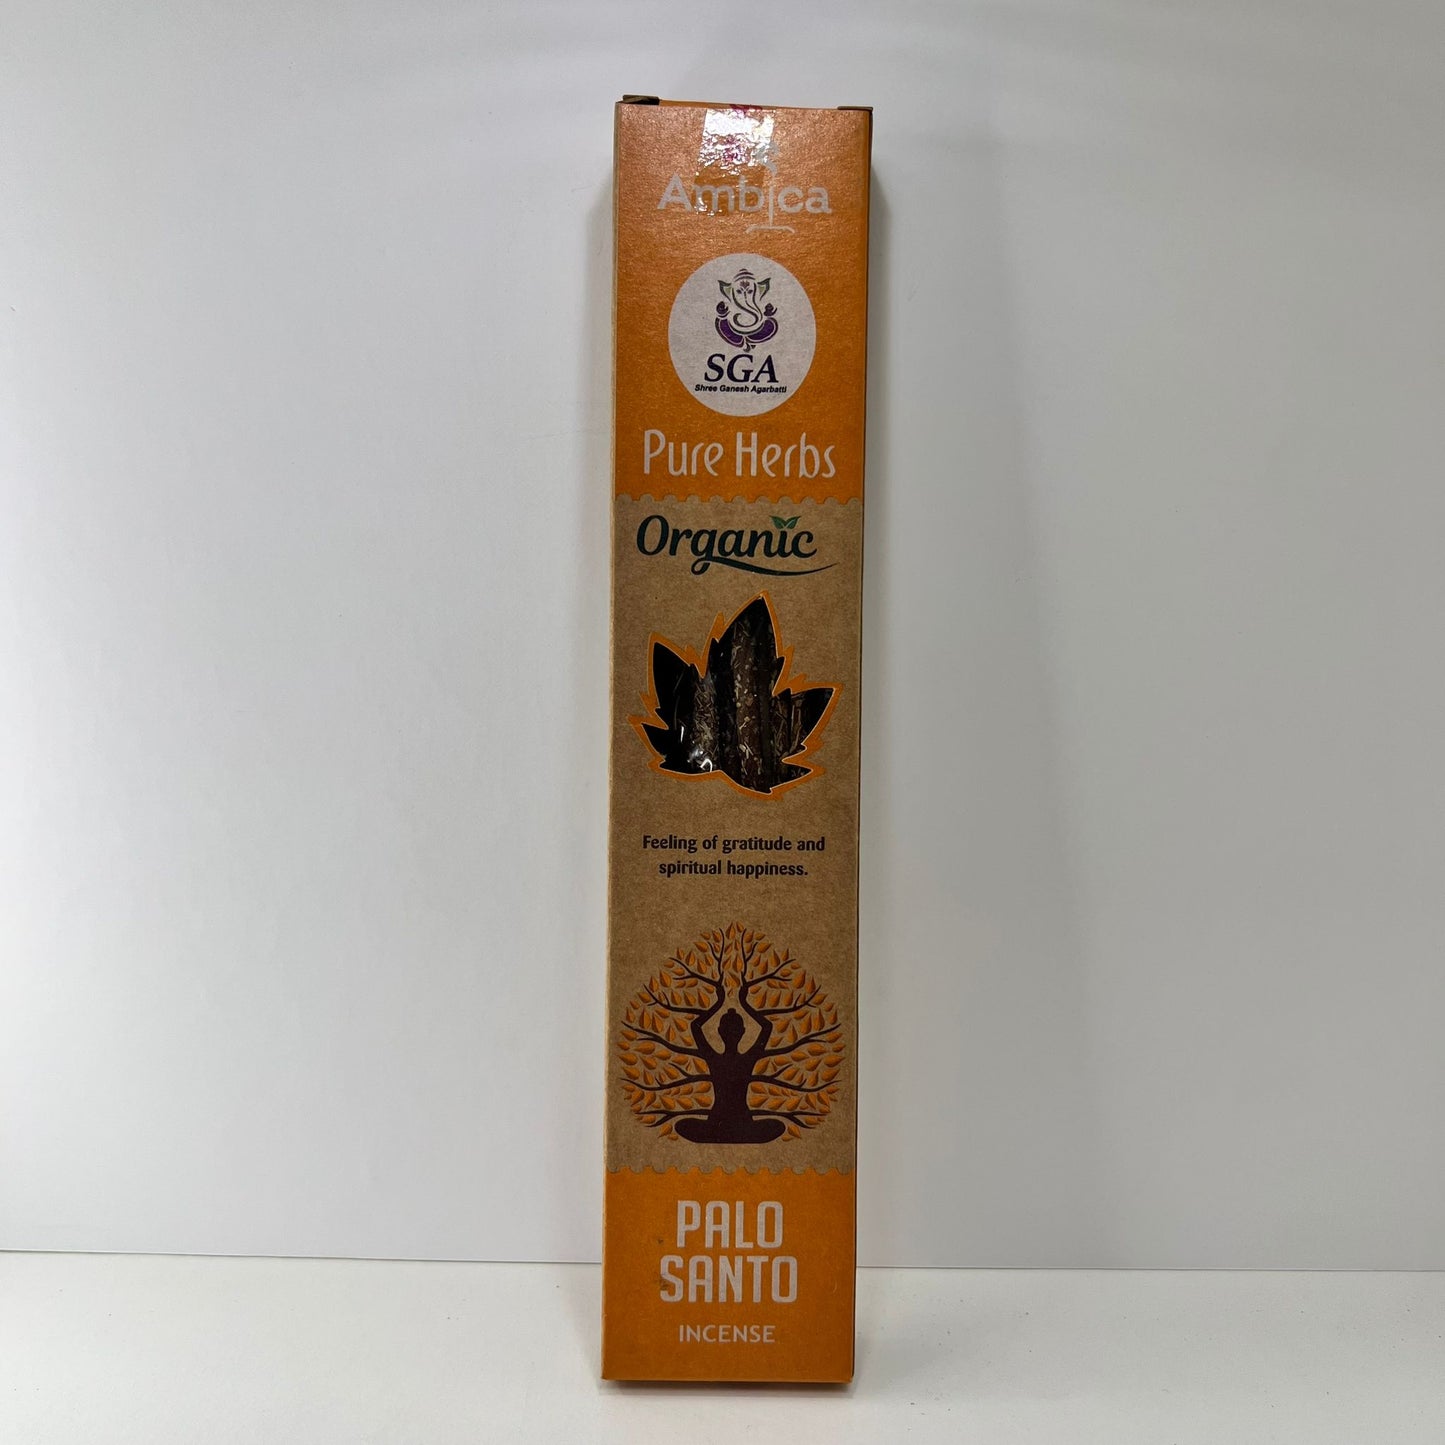 Ambica
SGA
Shree Ganesh Agarbatti
Pure Herbs
Organic
Feeling of gratitude and
spiritual happiness.
PALO
SANTO
INCENSE